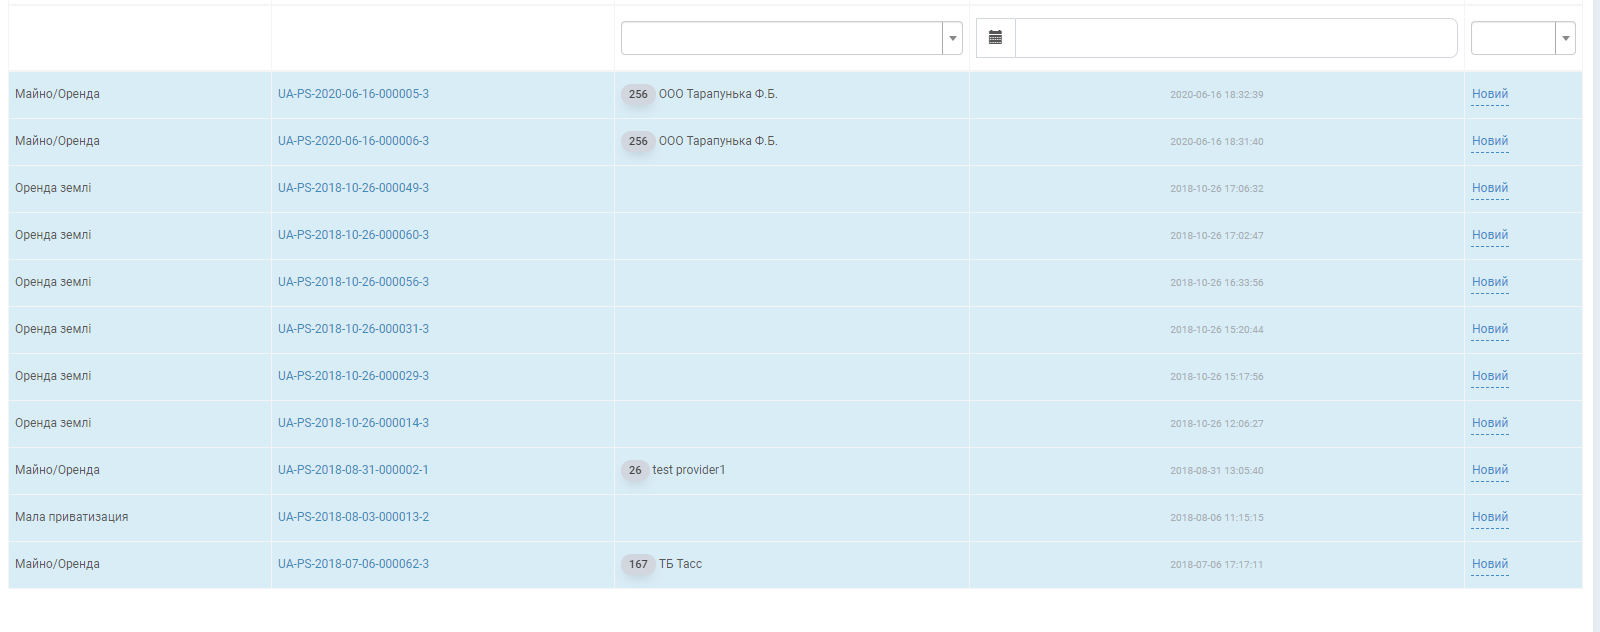 Майно/Оренда UA-PS-2020-06-16-000005-3 256 ООО Тарапунька Ф.Б. 2020-06-16 18:32:39 Новий
Майно/Оренда UA-PS-2020-06-16-000006-3 256 ООО Тарапунька Ф.Б. 2020-06-16 18:31:40 Новий
Оренда землі UA-PS-2018-10-26-000049-3 2018-10-26 17:06:32 Новий
Оренда землі UA-PS-2018-10-26-000060-3 2018-10-26 17:02:47 Новий
Оренда землі UA-PS-2018-10-26-000056-3 2018-10-26 16:33:56 Новий
Оренда землі UA-PS-2018-10-26-000031-3 2018-10-26 15:20:44 Новий
Оренда землі UA-PS-2018-10-26-000029-3 2018-10-26 15:17:56 Новий
Оренда землі UA-PS-2018-10-26-000014-3 2018-10-26 12:06:27 Новий
Майно/Оренда UA-PS-2018-08-31-000002-1 26 test provider1 2018-08-31 13:05:40 Новий
Мала приватизация UA-PS-2018-08-03-000013-2 2018-08-06 11:15:15 Новий
Майно/Оренда UA-PS-2018-07-06-000062-3 167 ТБ Тасс 2018-07-06 17:17:11 Новий